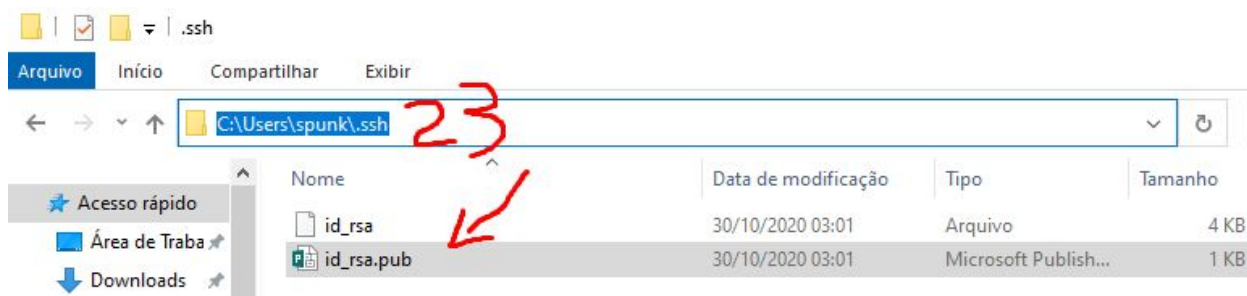 .ssh
Arquivo Início Compartilhar Exibir
C:\Users\spunk\.ssh 23
Nome Data de modificação Tipo Tamanho
Acesso rápido
id_rsa 30/10/2020 03:01 Arquivo 4 KB
Área de Traba
id_rsa.pub 30/10/2020 03:01 Microsoft Publish... 1 KB
Downloads